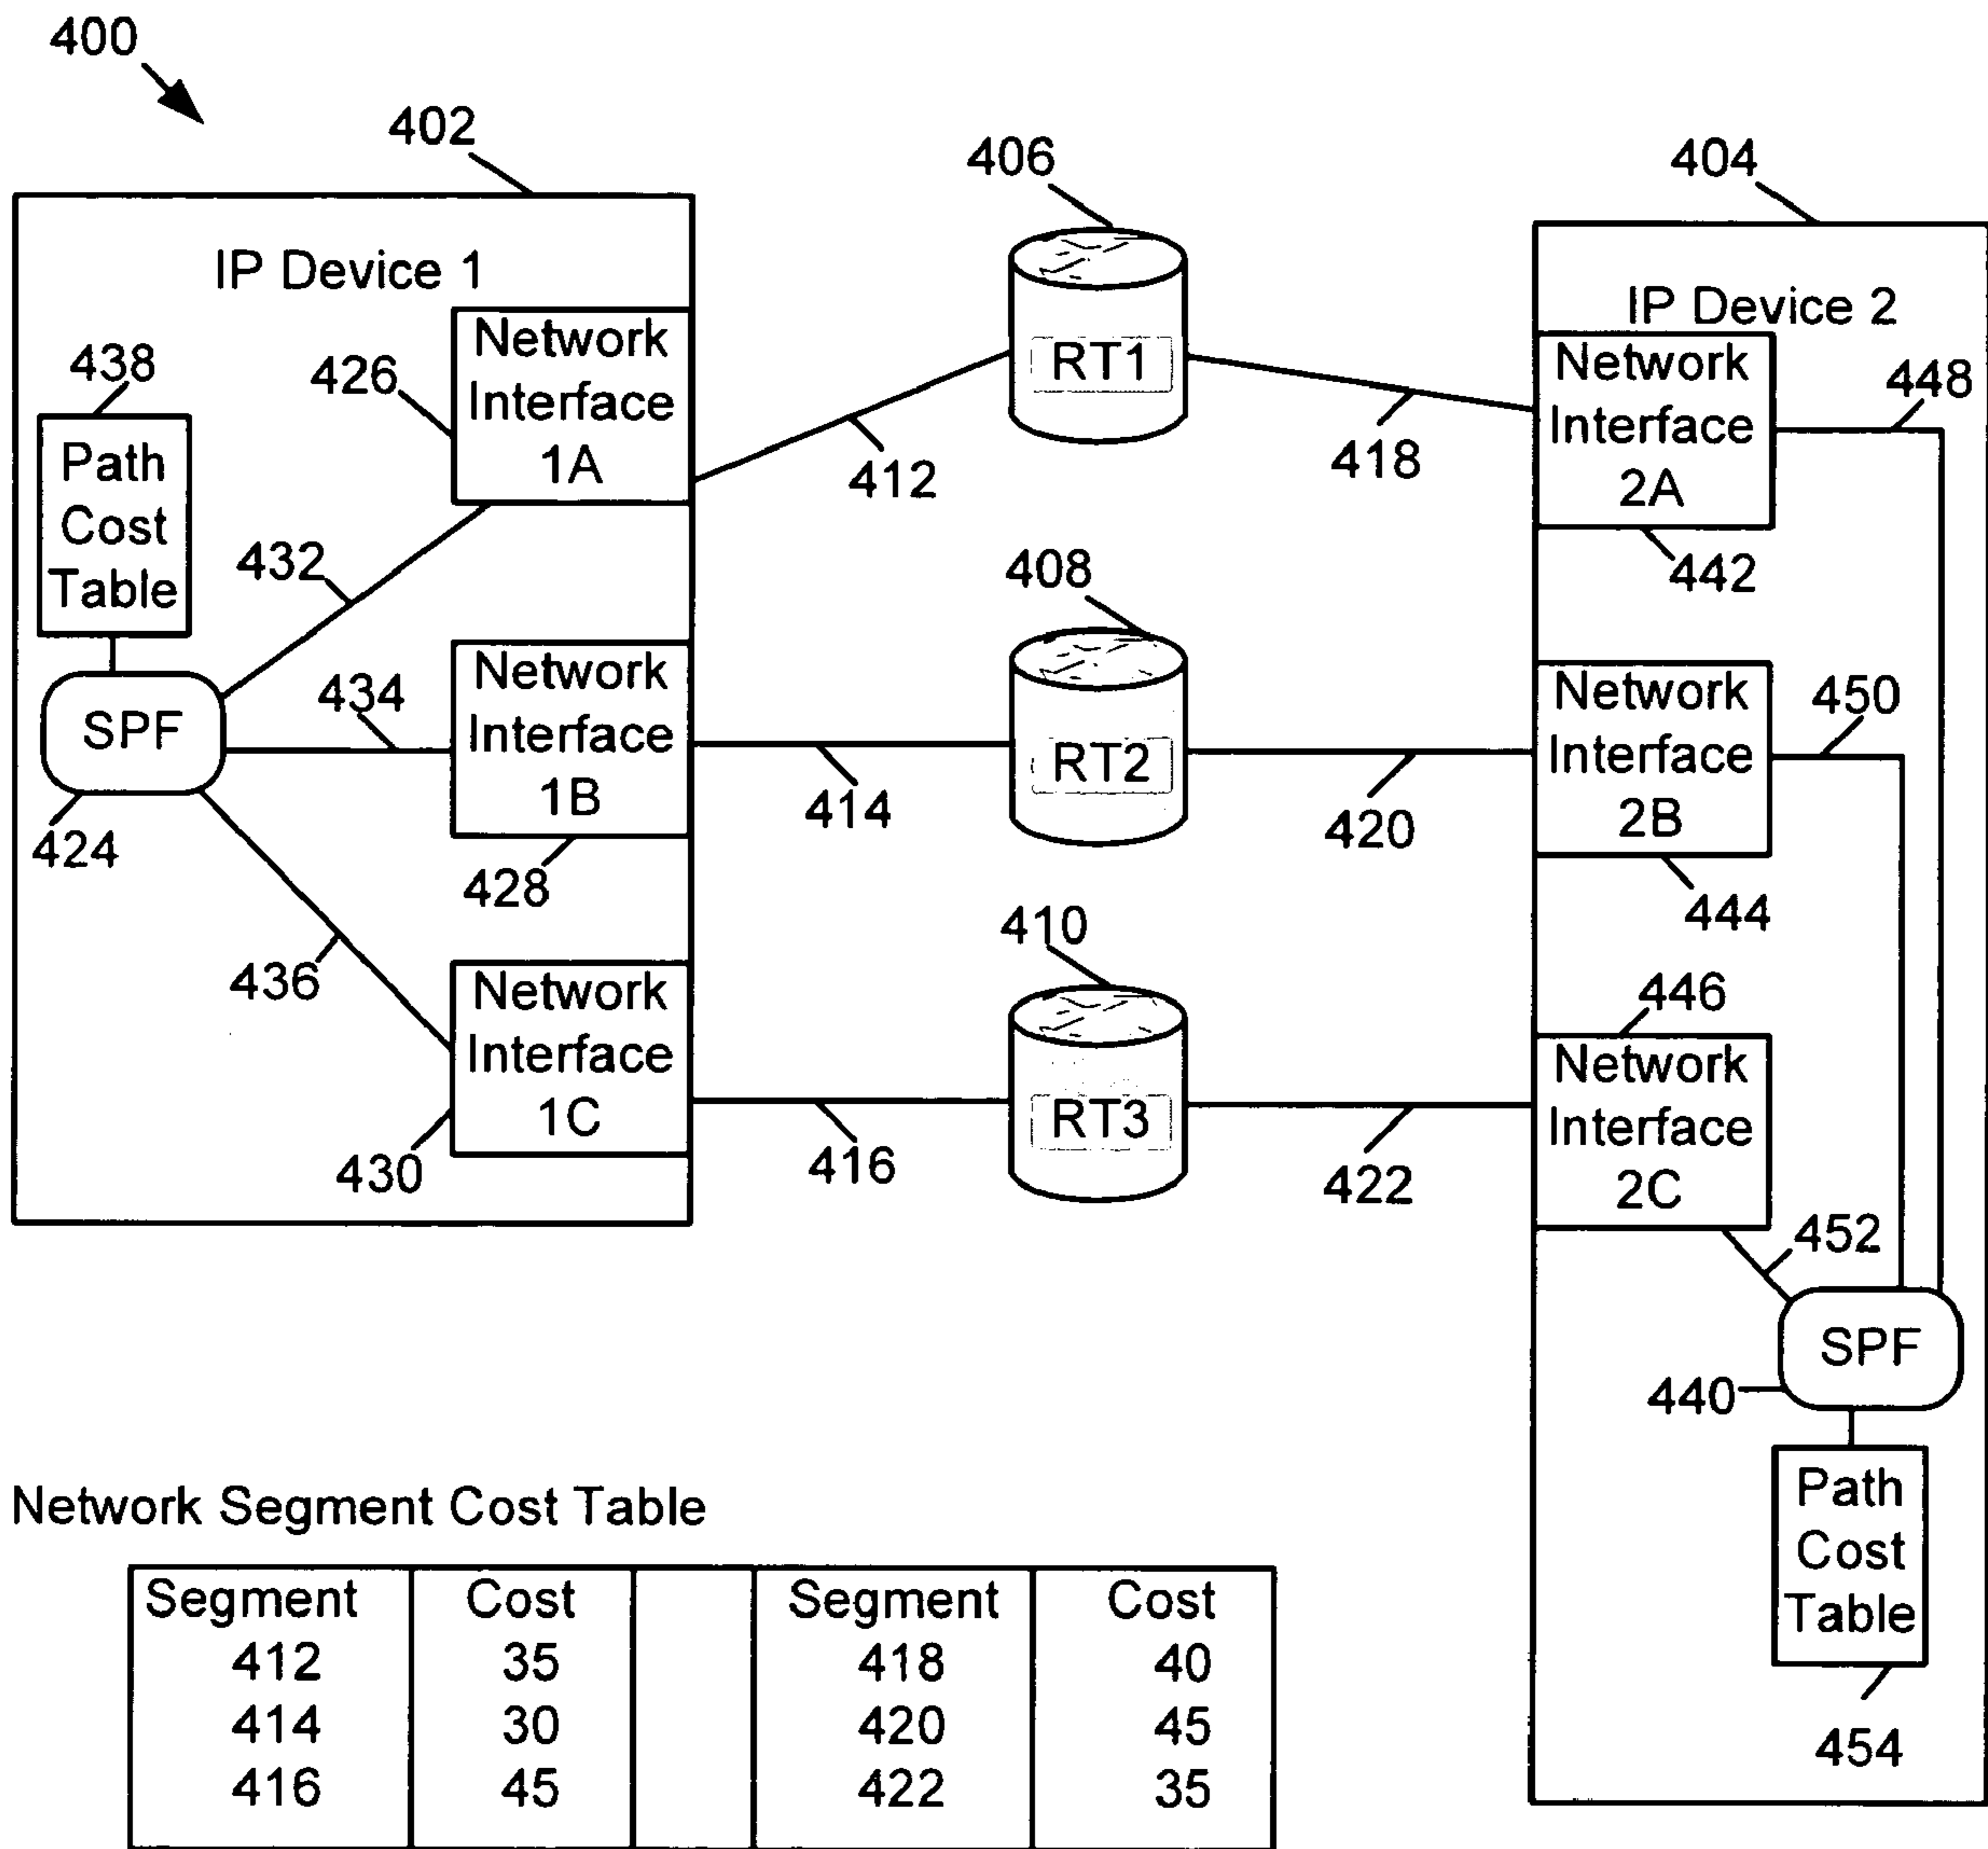 400
402
406
404
IP Device 1
IP Device 2
438
Path
Cost
Table
426
Network
Interface
1A
RT1
412
418
Network
Interface
2A
448
442
432
408
SPF
424
434
Network
Interface
1B
428
414
RT2
420
Network
Interface
2B
450
444
436
410
446
Network
Interface
1C
430
416
RT3
422
Network
Interface
2C
452
SPF
440
Path
Cost
Table
454
Network Segment Cost Table
Segment Cost Segment Cost
412 35 418 40
414 30 420 45
416 45 422 35